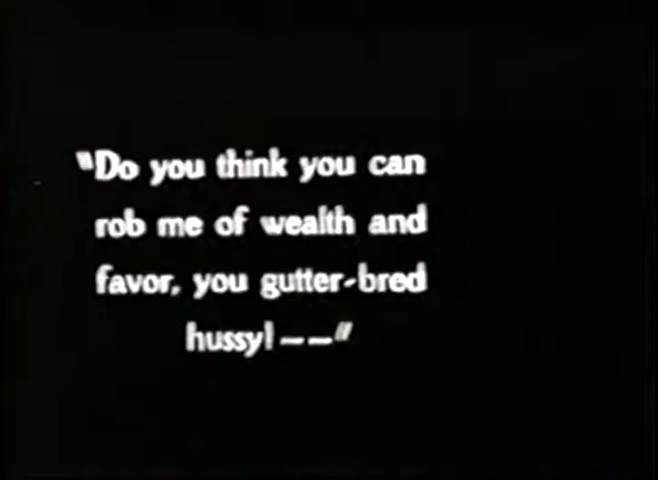 "Do you think you can
rob me of wealth and
favor, you gutter-bred
hussy! – –"